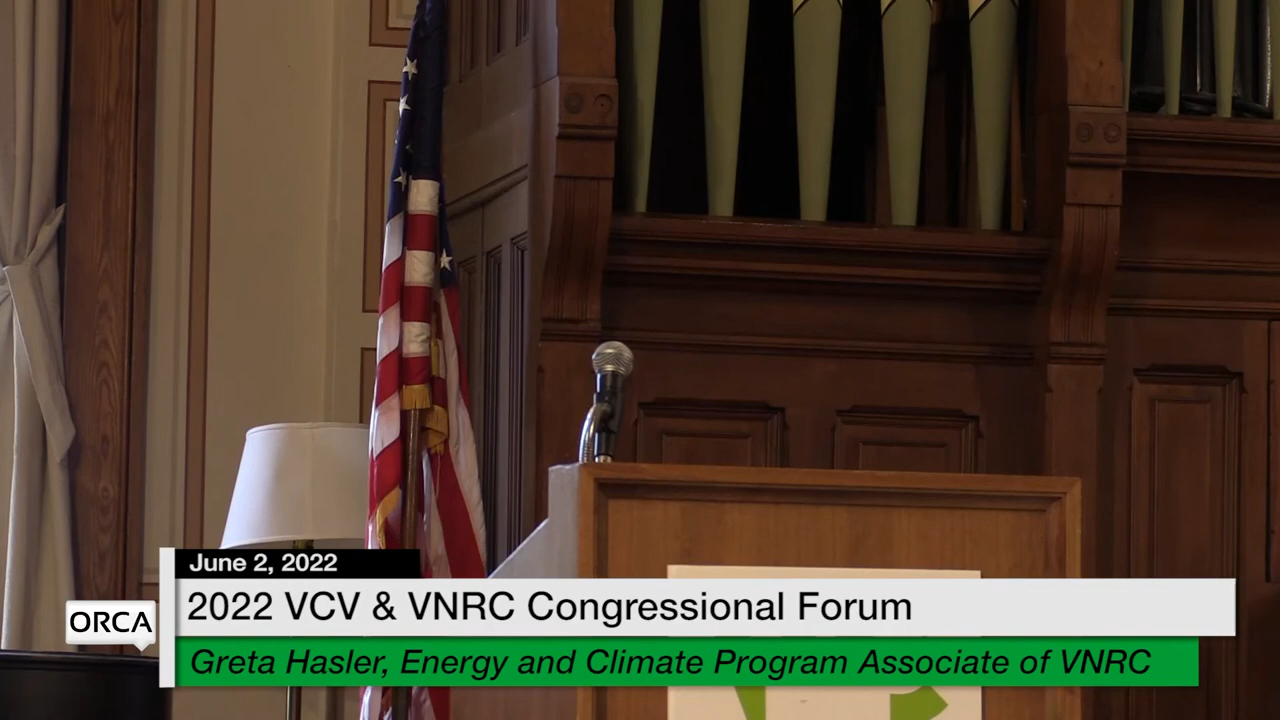 June 2, 2022
2022 VCV & VNRC Congressional Forum
ORCA
Greta Hasler, Energy and Climate Program Associate of VNRC